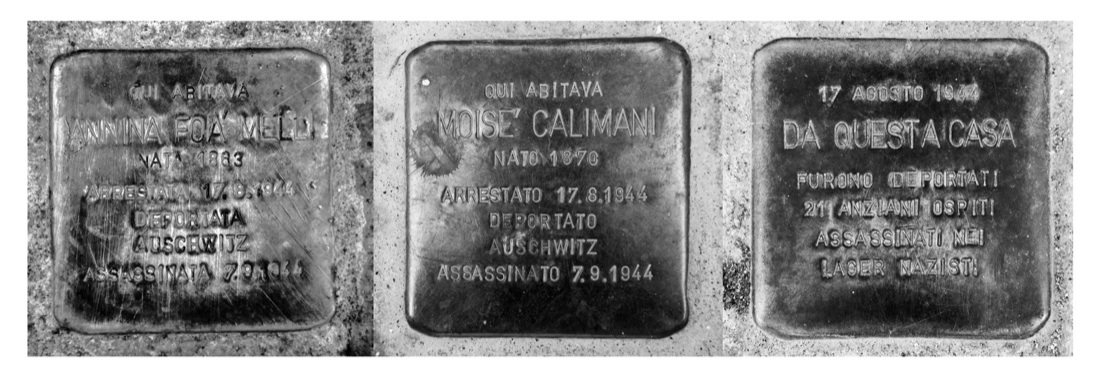 QUI ABITAVA
ANNINA FOA' MELLI
NATA 1883
ARRESTATA 17.8.1944
DEPORTATA
AUSCHWITZ
ASSASSINATA 7.9.1944
QUI ABITAVA
MOISE' CALIMANI
NATO 1870
ARRESTATO 17.8.1944
DEPORTATO
AUSCHWITZ
ASSASSINATO 7.9.1944
17 AGOSTO 1944
DA QUESTA CASA
FURONO DEPORTATI
21 ANZIANI OSPITI
ASSASSINATI NEI
LAGER NAZISTI